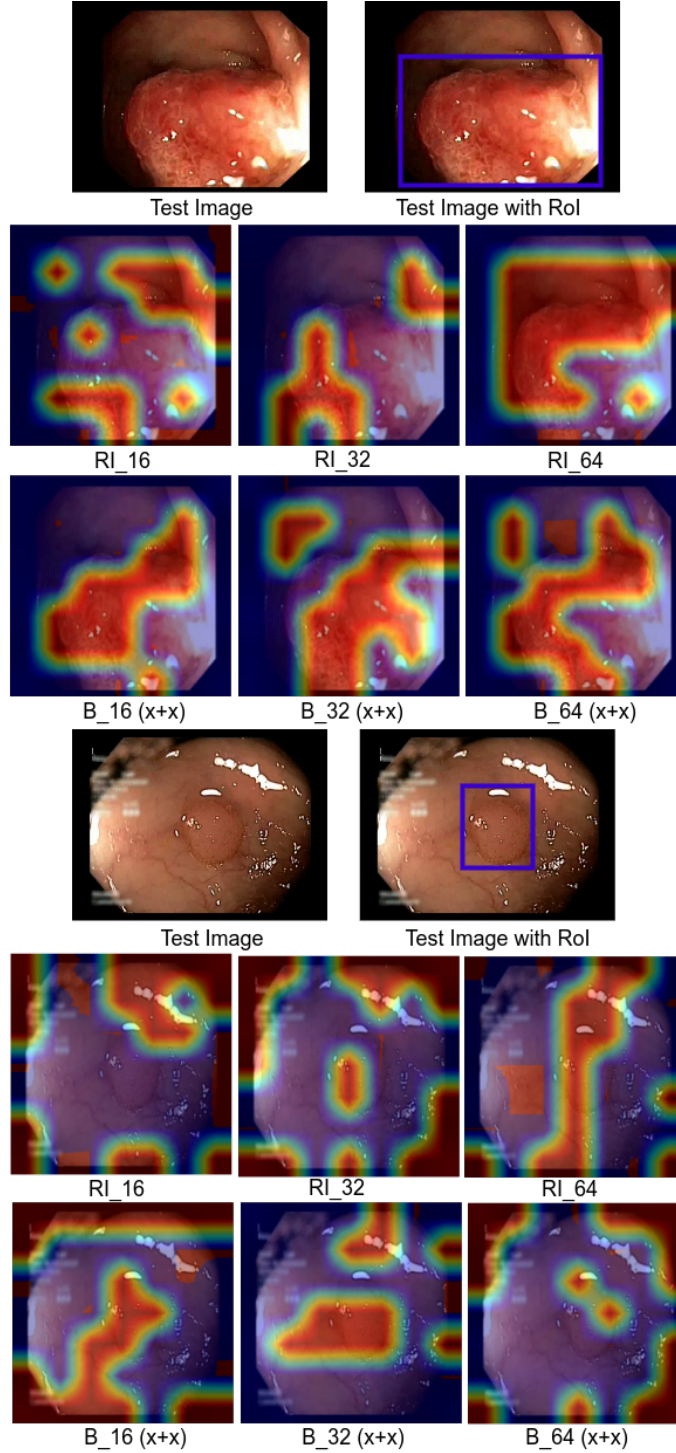 Test Image
Test Image with RoI
RI_16
RI_32
RI_64
B_16 (x+x)
B_32 (x+x)
B_64 (x+x)
Test Image
Test Image with RoI
RI_16
RI_32
RI_64
B_16 (x+x)
B_32 (x+x)
B_64 (x+x)